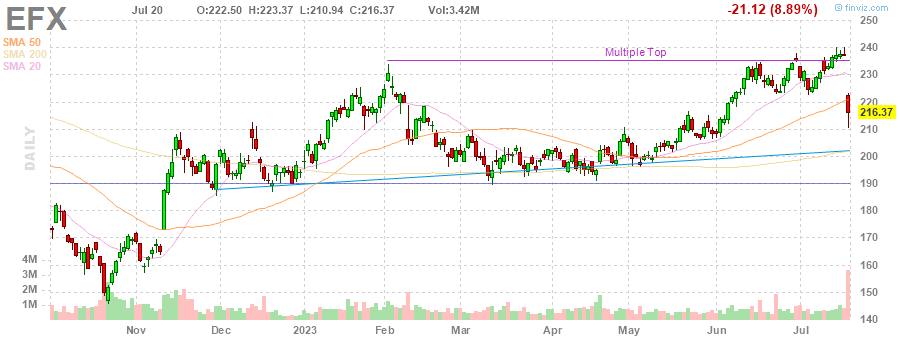 EFX Jul 20 O:222.50 H:223.37 L:210.94 C:216.37 Vol:3.42M -21.12 (8.89%) © finviz.com
SMA 50
SMA 200
SMA 20
DAILY
Multiple Top
250
240
230
220
216.37
210
200
190
180
170
160
150
140
4M
3M
2M
1M
Nov Dec 2023 Feb Mar Apr May Jun Jul